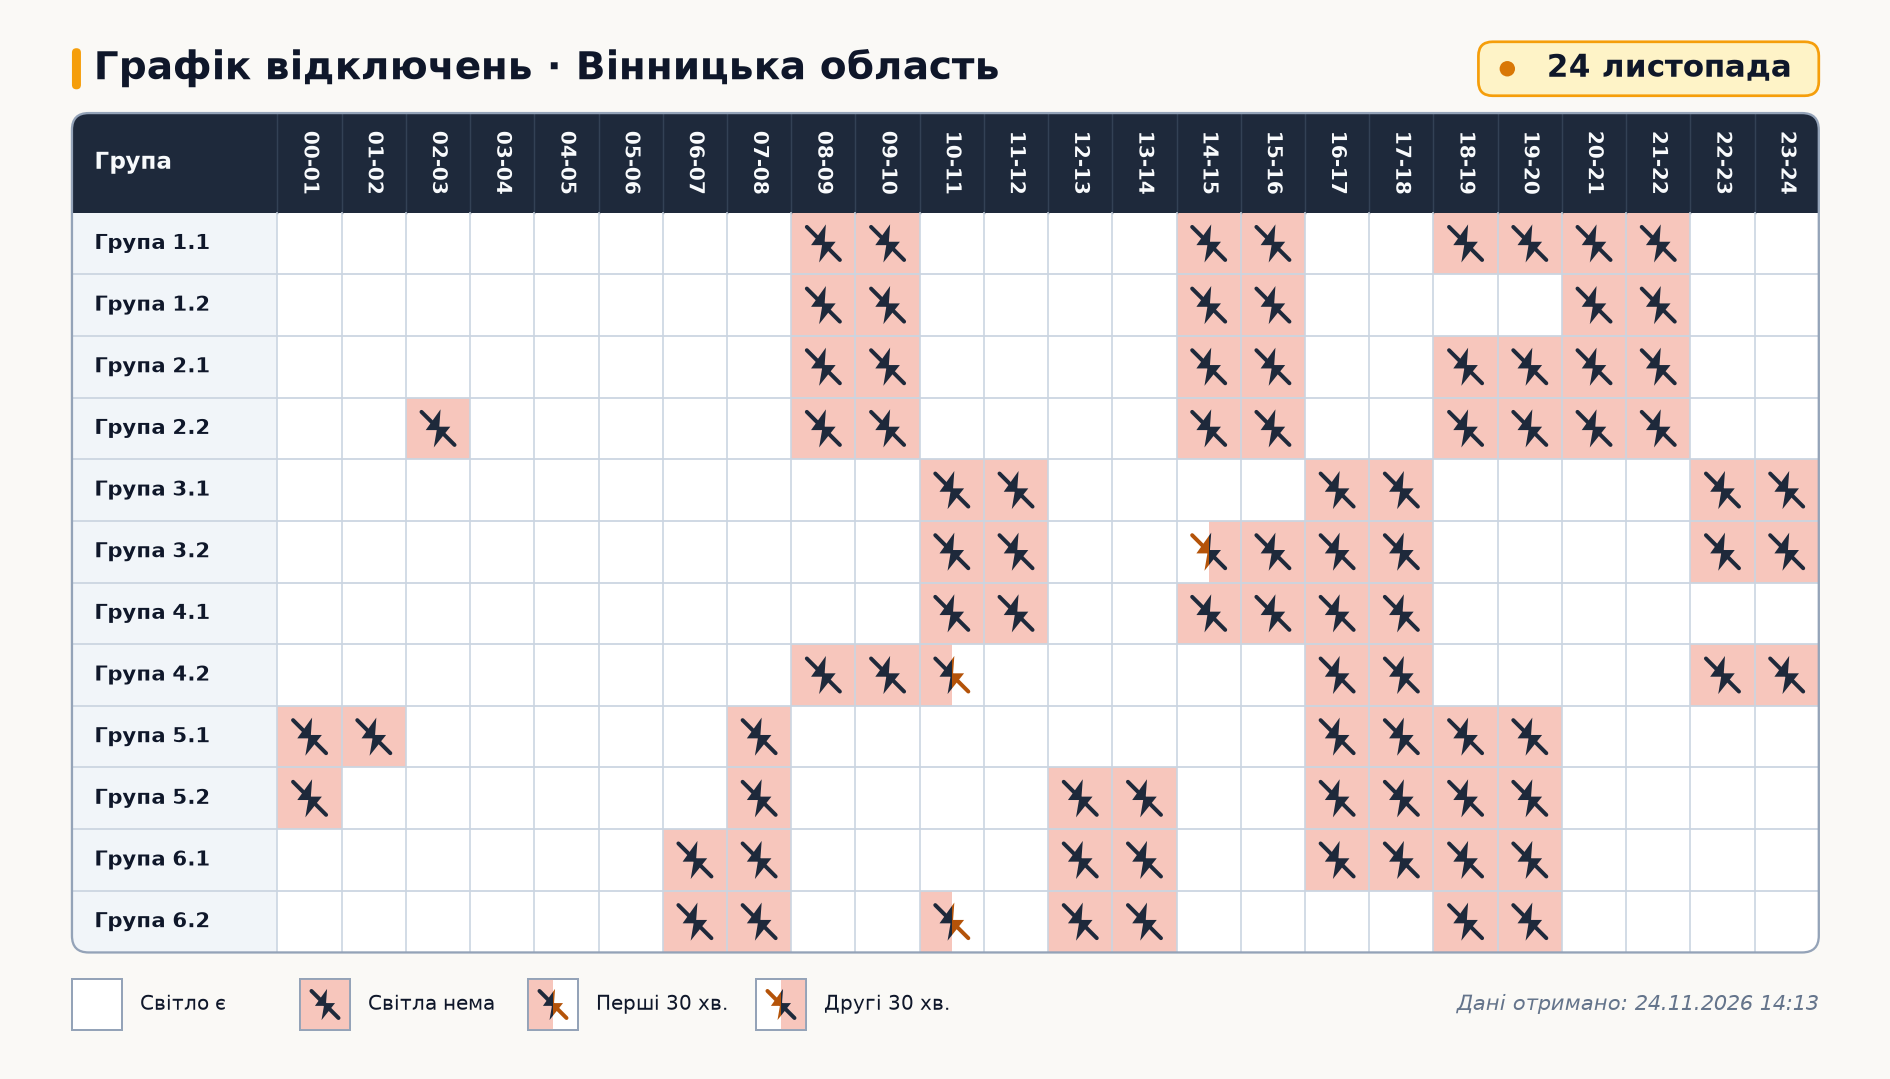 Графік відключень · Вінницька область
24 листопада
Група 00-01 01-02 02-03 03-04 04-05 05-06 06-07 07-08 08-09 09-10 10-11 11-12 12-13 13-14 14-15 15-16 16-17 17-18 18-19 19-20 20-21 21-22 22-23 23-24
Група 1.1
Група 1.2
Група 2.1
Група 2.2
Група 3.1
Група 3.2
Група 4.1
Група 4.2
Група 5.1
Група 5.2
Група 6.1
Група 6.2
Світло є Світла нема Перші 30 хв. Другі 30 хв.
Дані отримано: 24.11.2026 14:13